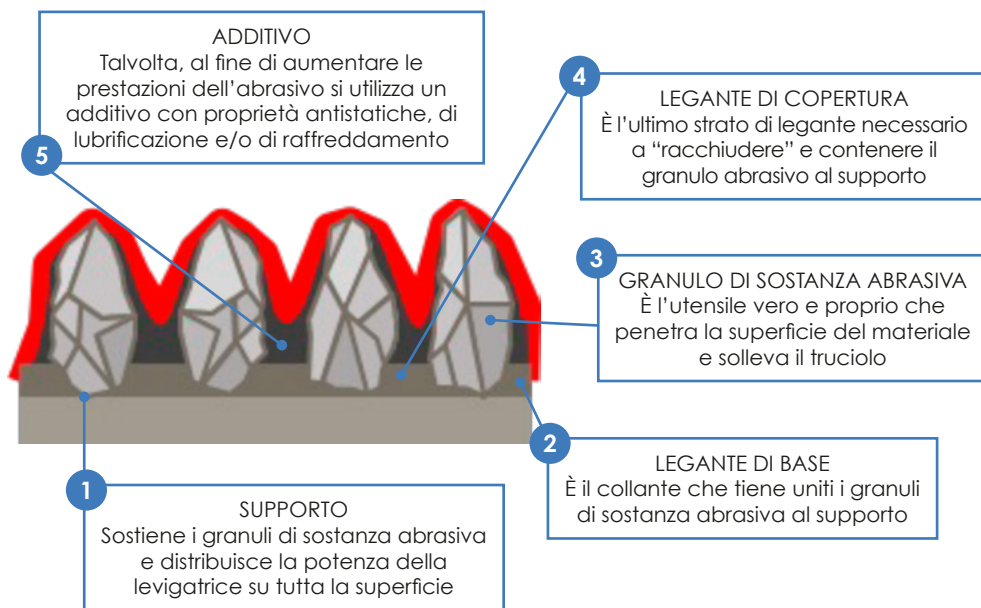 ADDITIVO
Talvolta, al fine di aumentare le
prestazioni dell’abrasivo si utilizza un
additivo con proprietà antistatiche, di
lubrificazione e/o di raffreddamento
5
4
LEGANTE DI COPERTURA
È l’ultimo strato di legante necessario
a “racchiudere” e contenere il
granulo abrasivo al supporto
3
GRANULO DI SOSTANZA ABRASIVA
È l’utensile vero e proprio che
penetra la superficie del materiale
e solleva il truciolo
2
LEGANTE DI BASE
È il collante che tiene uniti i granuli
di sostanza abrasiva al supporto
1
SUPPORTO
Sostiene i granuli di sostanza abrasiva
e distribuisce la potenza della
levigatrice su tutta la superficie